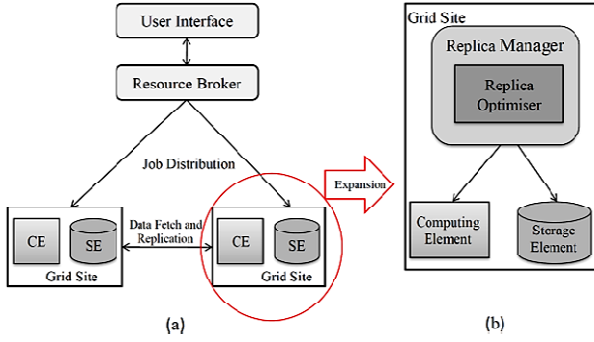 User Interface
Resource Broker
Job Distribution
CE
SE
Grid Site
Data Fetch and
Replication
CE
SE
Grid Site
(a)
Expansion
Grid Site
Replica Manager
Replica
Optimiser
Computing
Element
Storage
Element
(b)